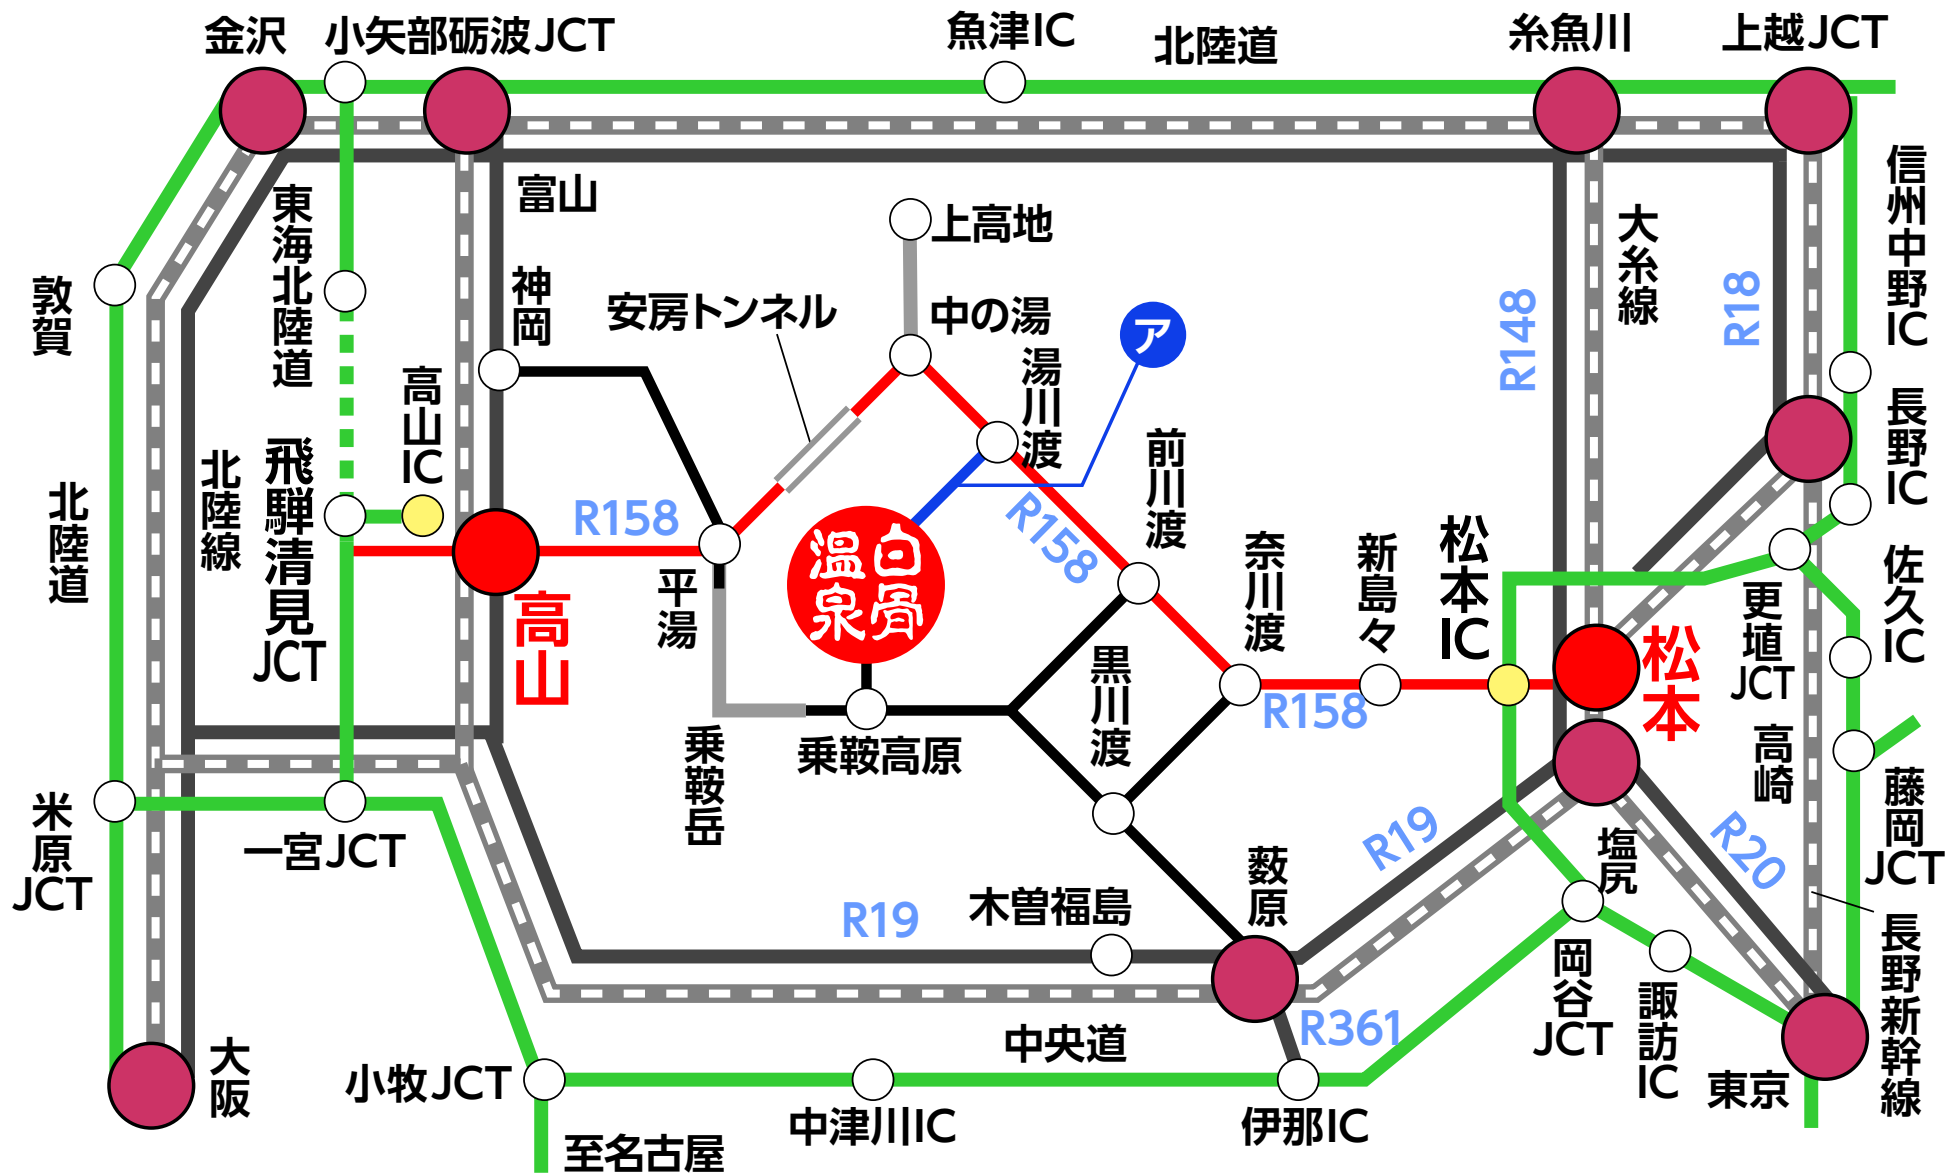 金沢
小矢部砺波JCT
魚津IC
北陸道
糸魚川
上越JCT
富山
東海北陸道
神岡
上高地
安房トンネル
中の湯
ア
湯川渡
R148
大糸線
R18
信州中野IC
敦賀
高山IC
前川渡
長野IC
北陸道
北陸線
飛騨清見JCT
R158
R158
白骨
温泉
平湯
高山
奈川渡
新島々
松本IC
R158
松本
更埴JCT
佐久IC
黒川渡
乗鞍岳
乗鞍高原
高崎
藤岡JCT
米原JCT
一宮JCT
R19
R19
木曽福島
薮原
塩尻
R20
岡谷JCT
諏訪IC
長野新幹線
R361
中央道
大阪
小牧JCT
中津川IC
伊那IC
東京
至名古屋